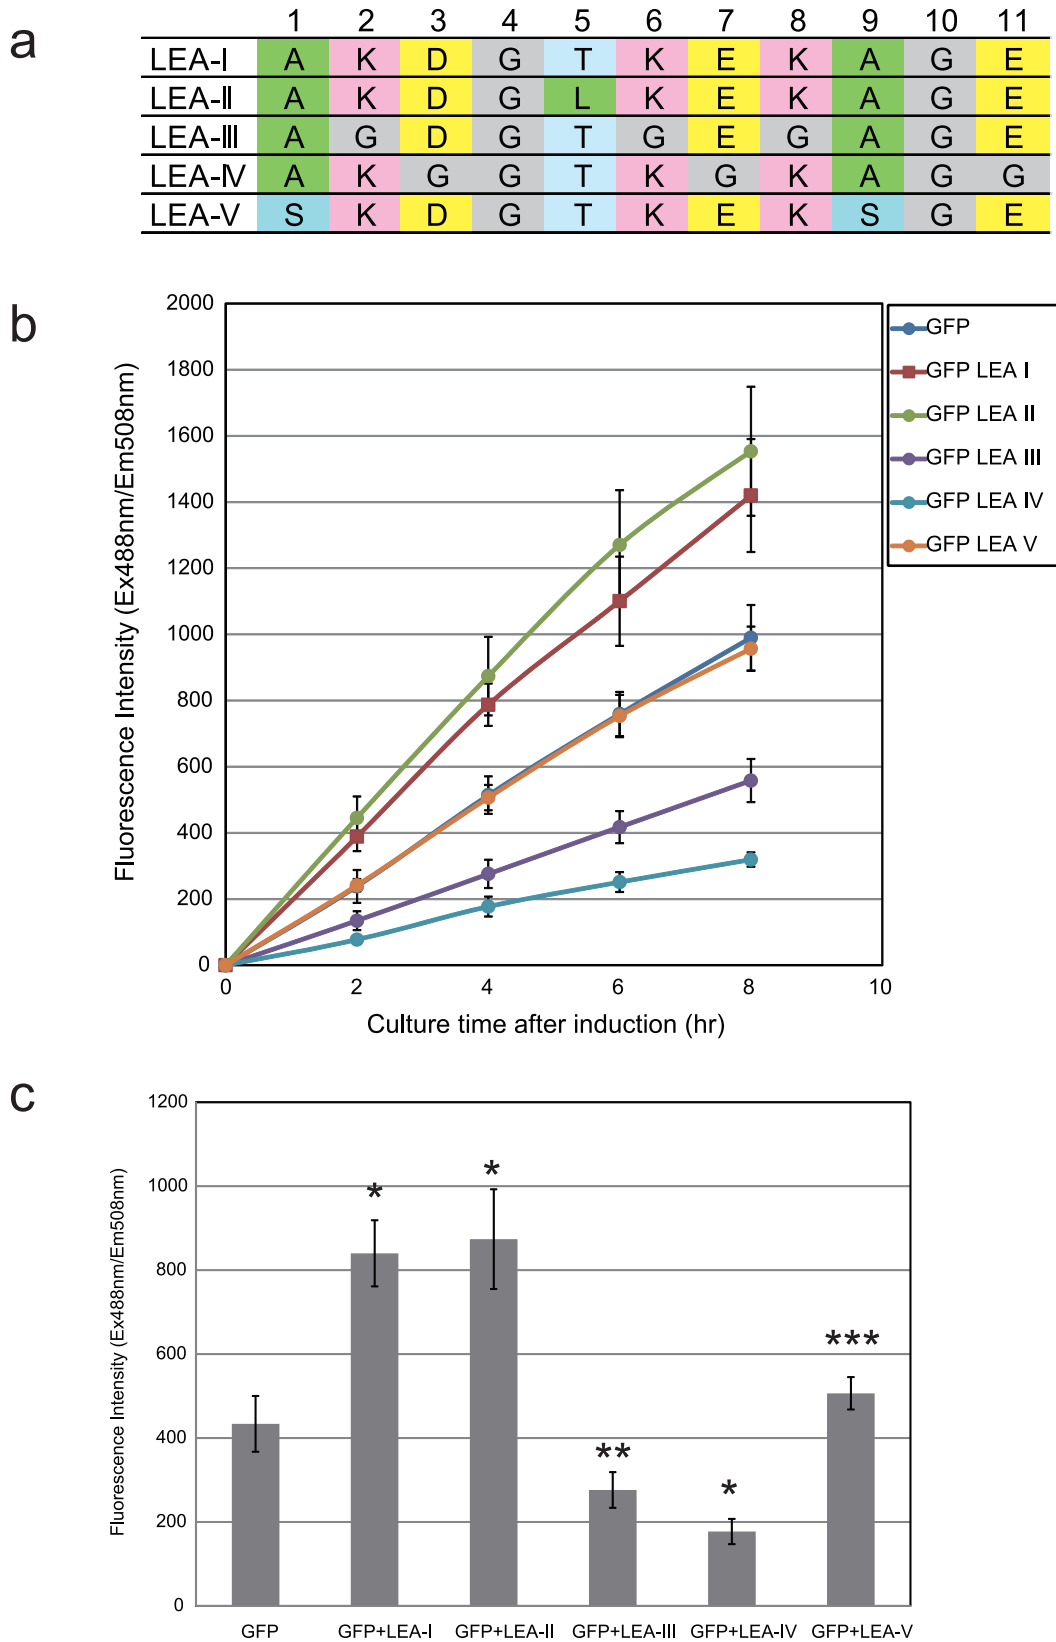 a
1 2 3 4 5 6 7 8 9 10 11
LEA-I A K D G T K E K A G E
LEA-II A K D G L K E K A G E
LEA-III A G D G T G E G A G E
LEA-IV A K G G T K G K A G G
LEA-V S K D G T K E K S G E
b
Fluorescence Intensity (Ex488nm/Em508nm)
2000
1800
1600
1400
1200
1000
800
600
400
200
0
0 2 4 6 8 10
Culture time after induction (hr)
GFP
GFP LEA I
GFP LEA II
GFP LEA III
GFP LEA IV
GFP LEA V
c
Fluorescence Intensity (Ex488nm/Em508nm)
1200
1000
800
600
400
200
0
* * ** * ***
GFP GFP+LEA-I GFP+LEA-II GFP+LEA-III GFP+LEA-IV GFP+LEA-V